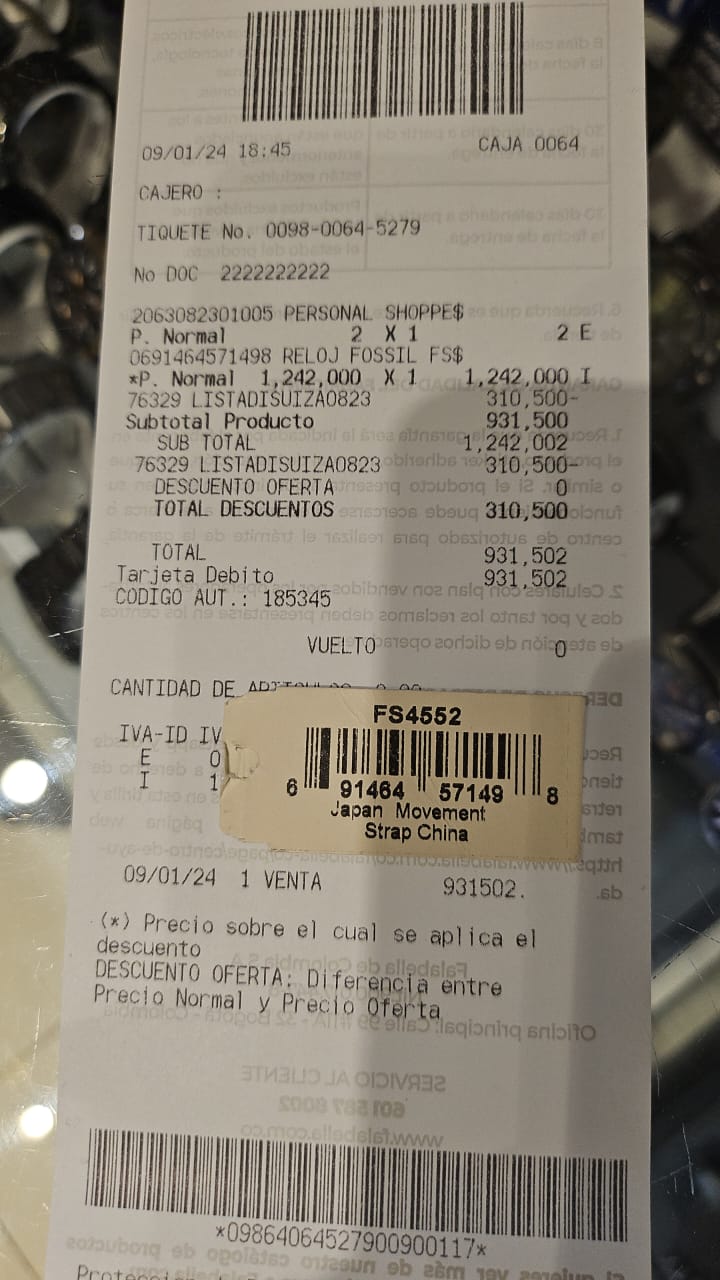 09/01/24 18:45 CAJA 0064
CAJERO :
TIQUETE No. 0098-0064-5279
No DOC 2222222222
2063082301005 PERSONAL SHOPPE$
P. Normal 2 X 1 2 E
0691464571498 RELOJ FOSSIL FS$
*P. Normal 1,242,000 X 1 1,242,000 I
76329 LISTADISUIZA0823 310,500-
Subtotal Producto 931,500
SUB TOTAL 1,242,002
76329 LISTADISUIZA0823 310,500-
DESCUENTO OFERTA 0
TOTAL DESCUENTOS 310,500
TOTAL 931,502
Tarjeta Debito 931,502
CODIGO AUT.: 185345
VUELTO 0
CANTIDAD DE
IVA-ID IV
E 0
I 1
FS4552
6 91464 57149 8
Japan Movement
Strap China
09/01/24 1 VENTA 931502.
(*) Precio sobre el cual se aplica el
descuento
DESCUENTO OFERTA: Diferencia entre
Precio Normal y Precio Oferta
*09864064527900900117*